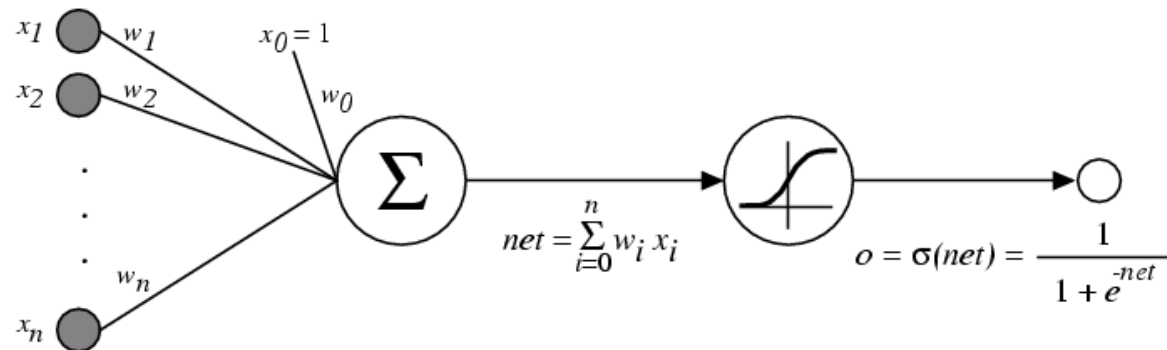 x1 w1 x0 = 1
x2 w2 w0
.
.
.
Σ
net = Σ i=0 n wi xi
o = σ(net) = 1 / 1 + e^-net
wn
xn